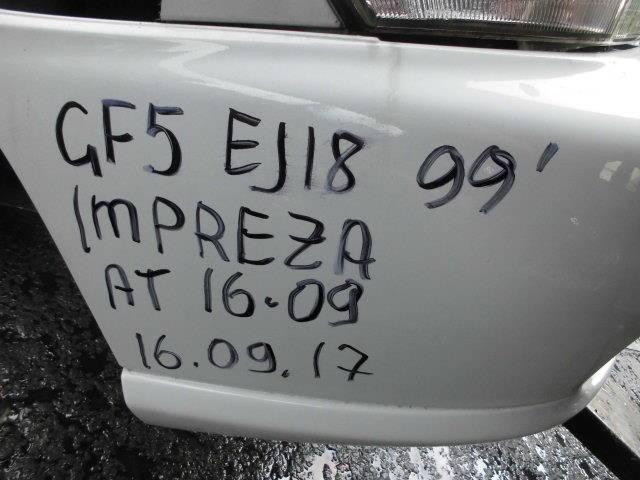 GF5 EJ18 99'
IMPREZA
AT 16.09
16.09.17